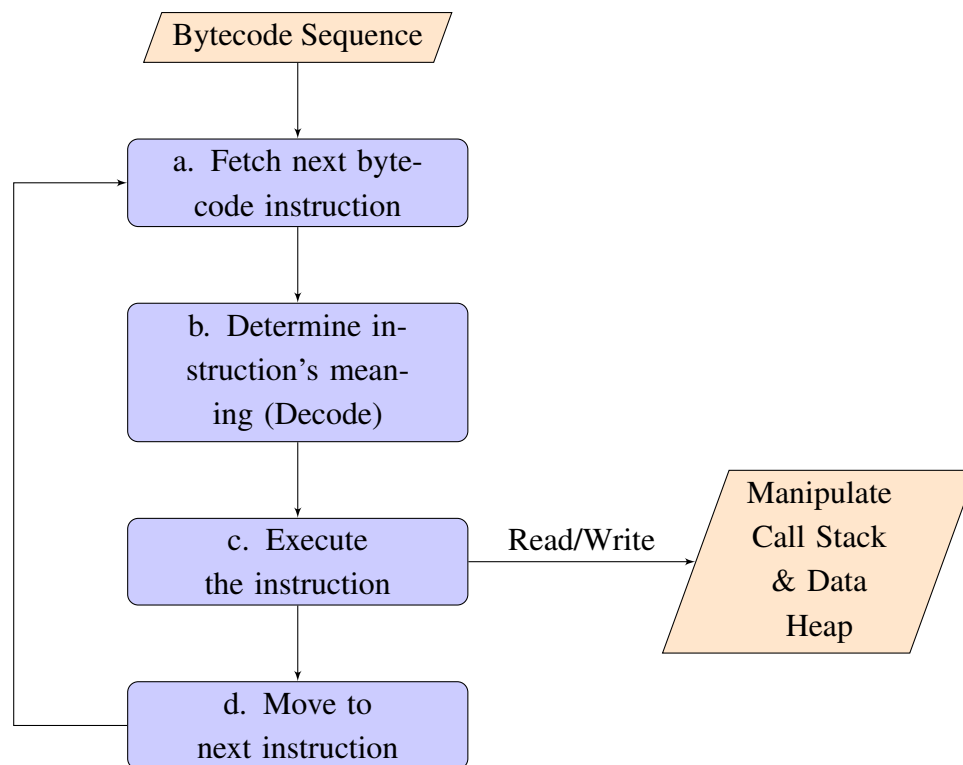 Bytecode Sequence
a. Fetch next byte-
code instruction
b. Determine in-
struction's mean-
ing (Decode)
c. Execute
the instruction
Read/Write
Manipulate
Call Stack
& Data
Heap
d. Move to
next instruction